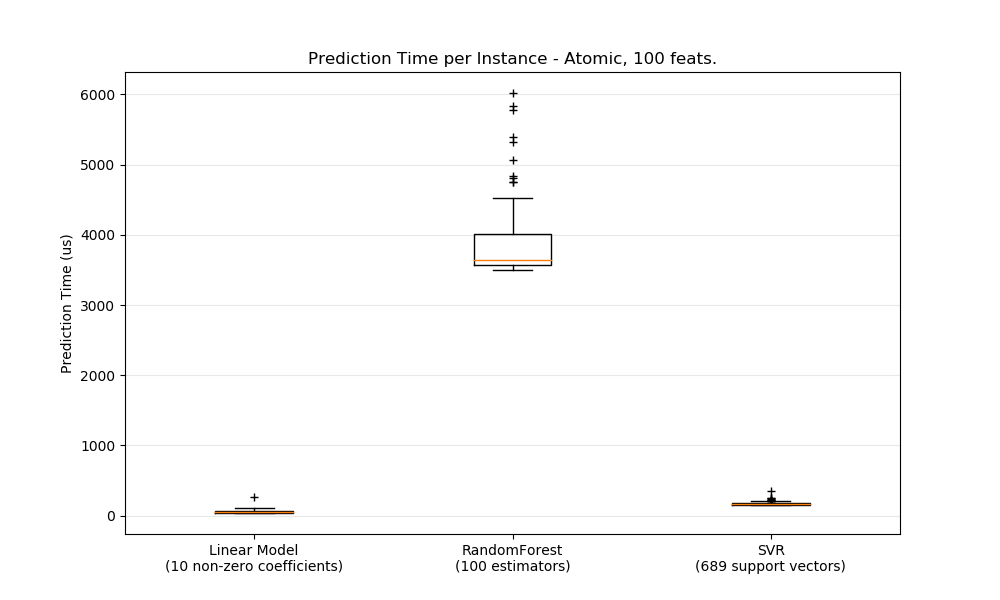 Prediction Time per Instance - Atomic, 100 feats.
6000
5000
4000
3000
2000
1000
0
Prediction Time (us)
Linear Model
(10 non-zero coefficients)
RandomForest
(100 estimators)
SVR
(689 support vectors)